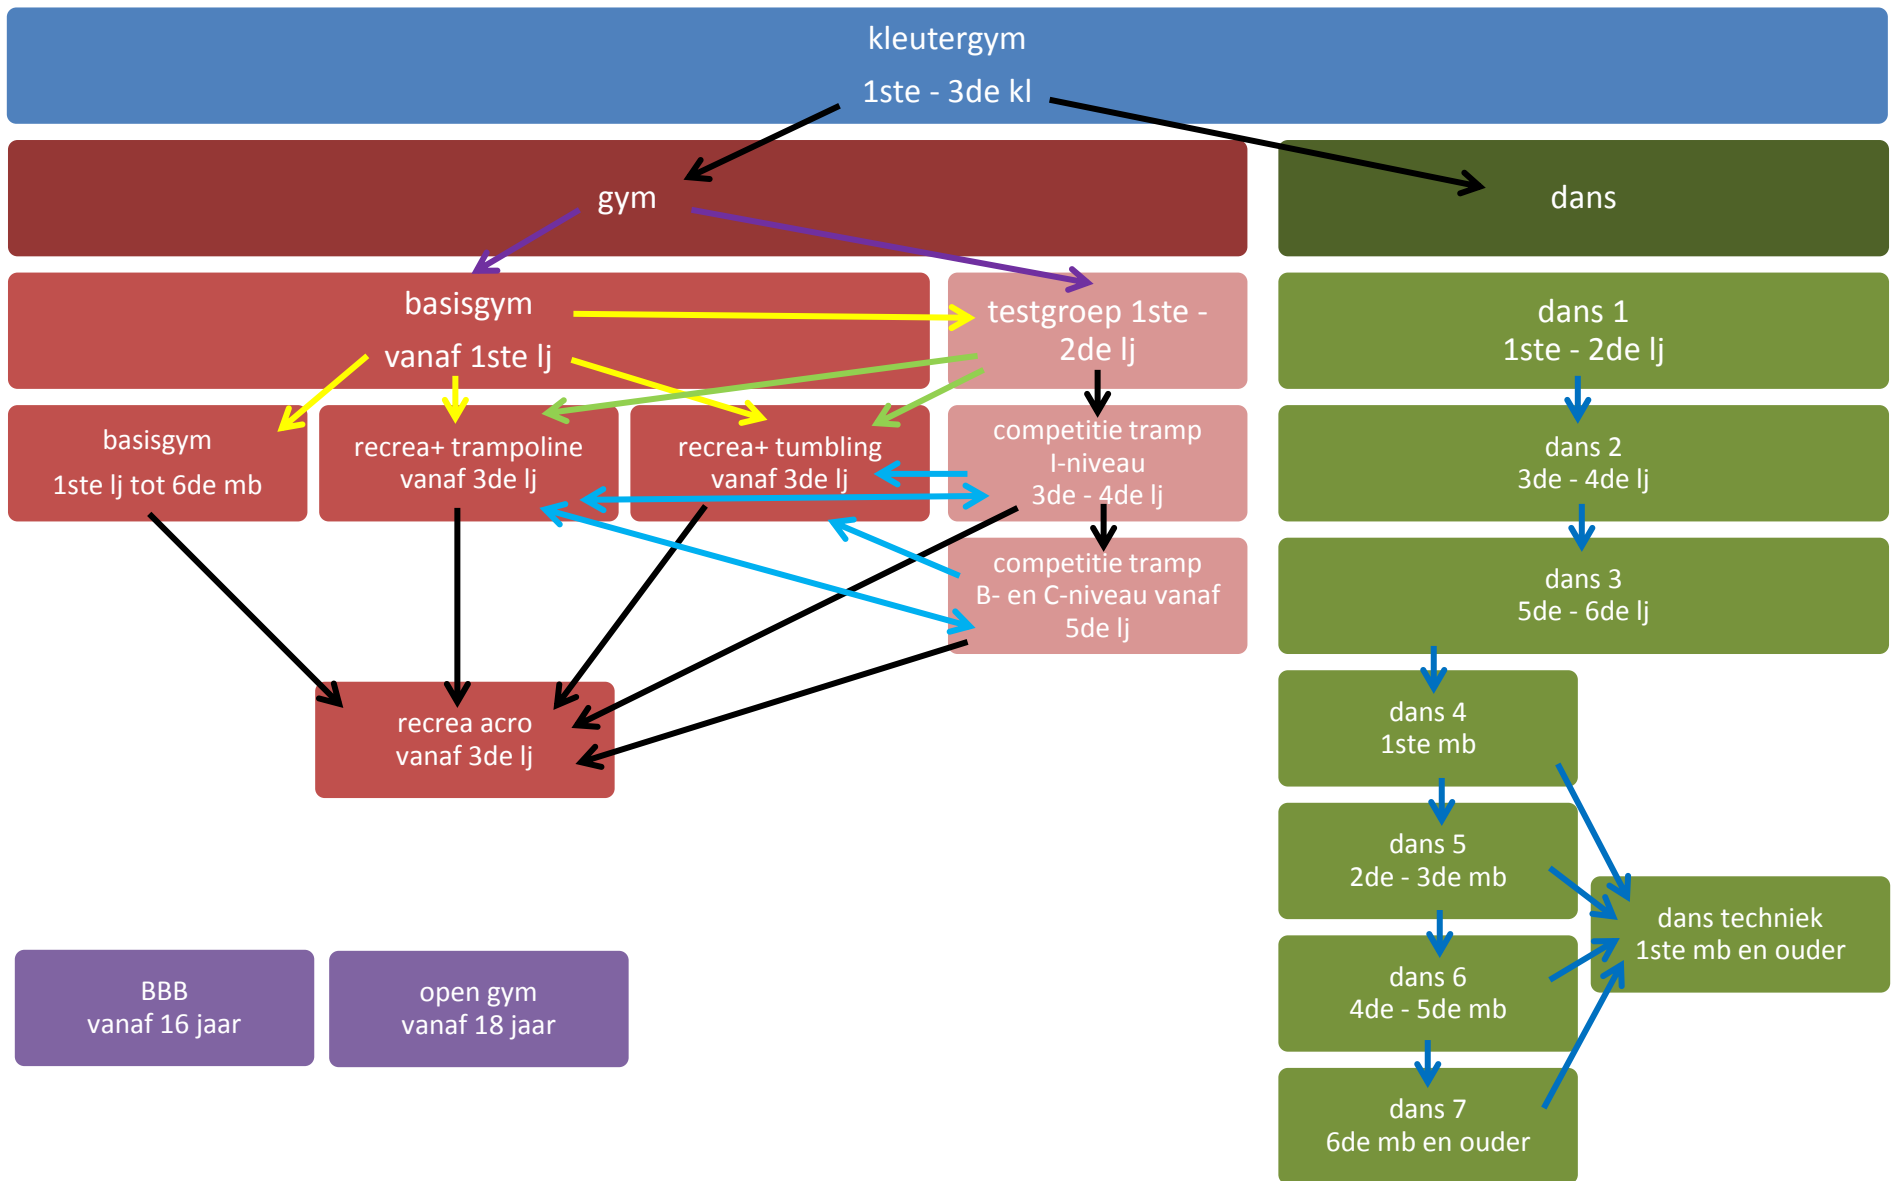 kleutergym
1ste - 3de kl
gym
dans
basisgym
vanaf 1ste lj
testgroep 1ste -
2de lj
dans 1
1ste - 2de lj
basisgym
1ste lj tot 6de mb
recrea+ trampoline
vanaf 3de lj
recrea+ tumbling
vanaf 3de lj
competitie tramp
I-niveau
3de - 4de lj
dans 2
3de - 4de lj
competitie tramp
B- en C-niveau vanaf
5de lj
dans 3
5de - 6de lj
recrea acro
vanaf 3de lj
dans 4
1ste mb
dans 5
2de - 3de mb
dans techniek
1ste mb en ouder
BBB
vanaf 16 jaar
open gym
vanaf 18 jaar
dans 6
4de - 5de mb
dans 7
6de mb en ouder